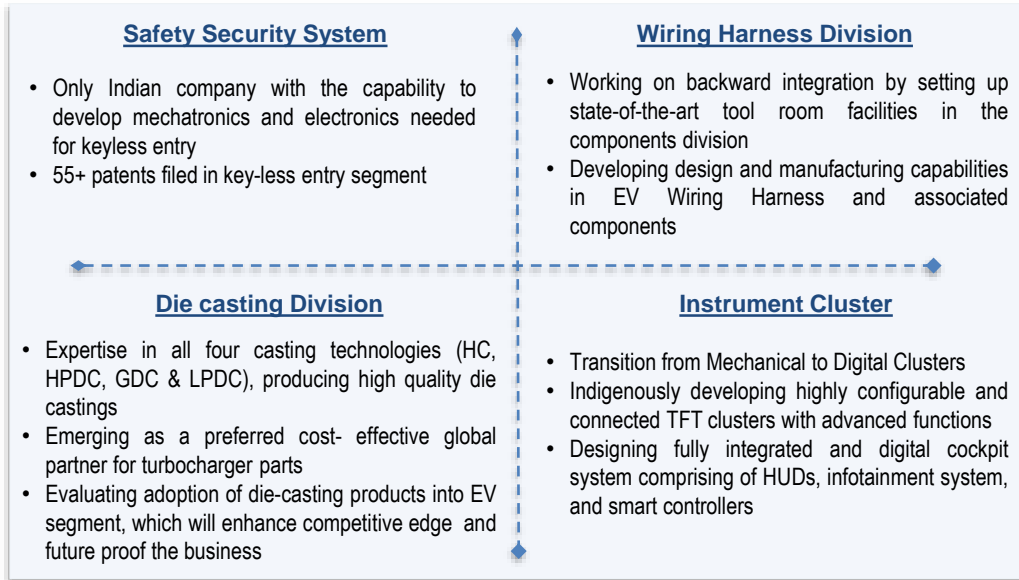 Safety Security System
• Only Indian company with the capability to
develop mechatronics and electronics needed
for keyless entry
• 55+ patents filed in key-less entry segment
Wiring Harness Division
• Working on backward integration by setting up
state-of-the-art tool room facilities in the
components division
• Developing design and manufacturing capabilities
in EV Wiring Harness and associated
components
Die casting Division
• Expertise in all four casting technologies (HC,
HPDC, GDC & LPDC), producing high quality die
castings
• Emerging as a preferred cost- effective global
partner for turbocharger parts
• Evaluating adoption of die-casting products into EV
segment, which will enhance competitive edge and
future proof the business
Instrument Cluster
• Transition from Mechanical to Digital Clusters
• Indigenously developing highly configurable and
connected TFT clusters with advanced functions
• Designing fully integrated and digital cockpit
system comprising of HUDs, infotainment system,
and smart controllers